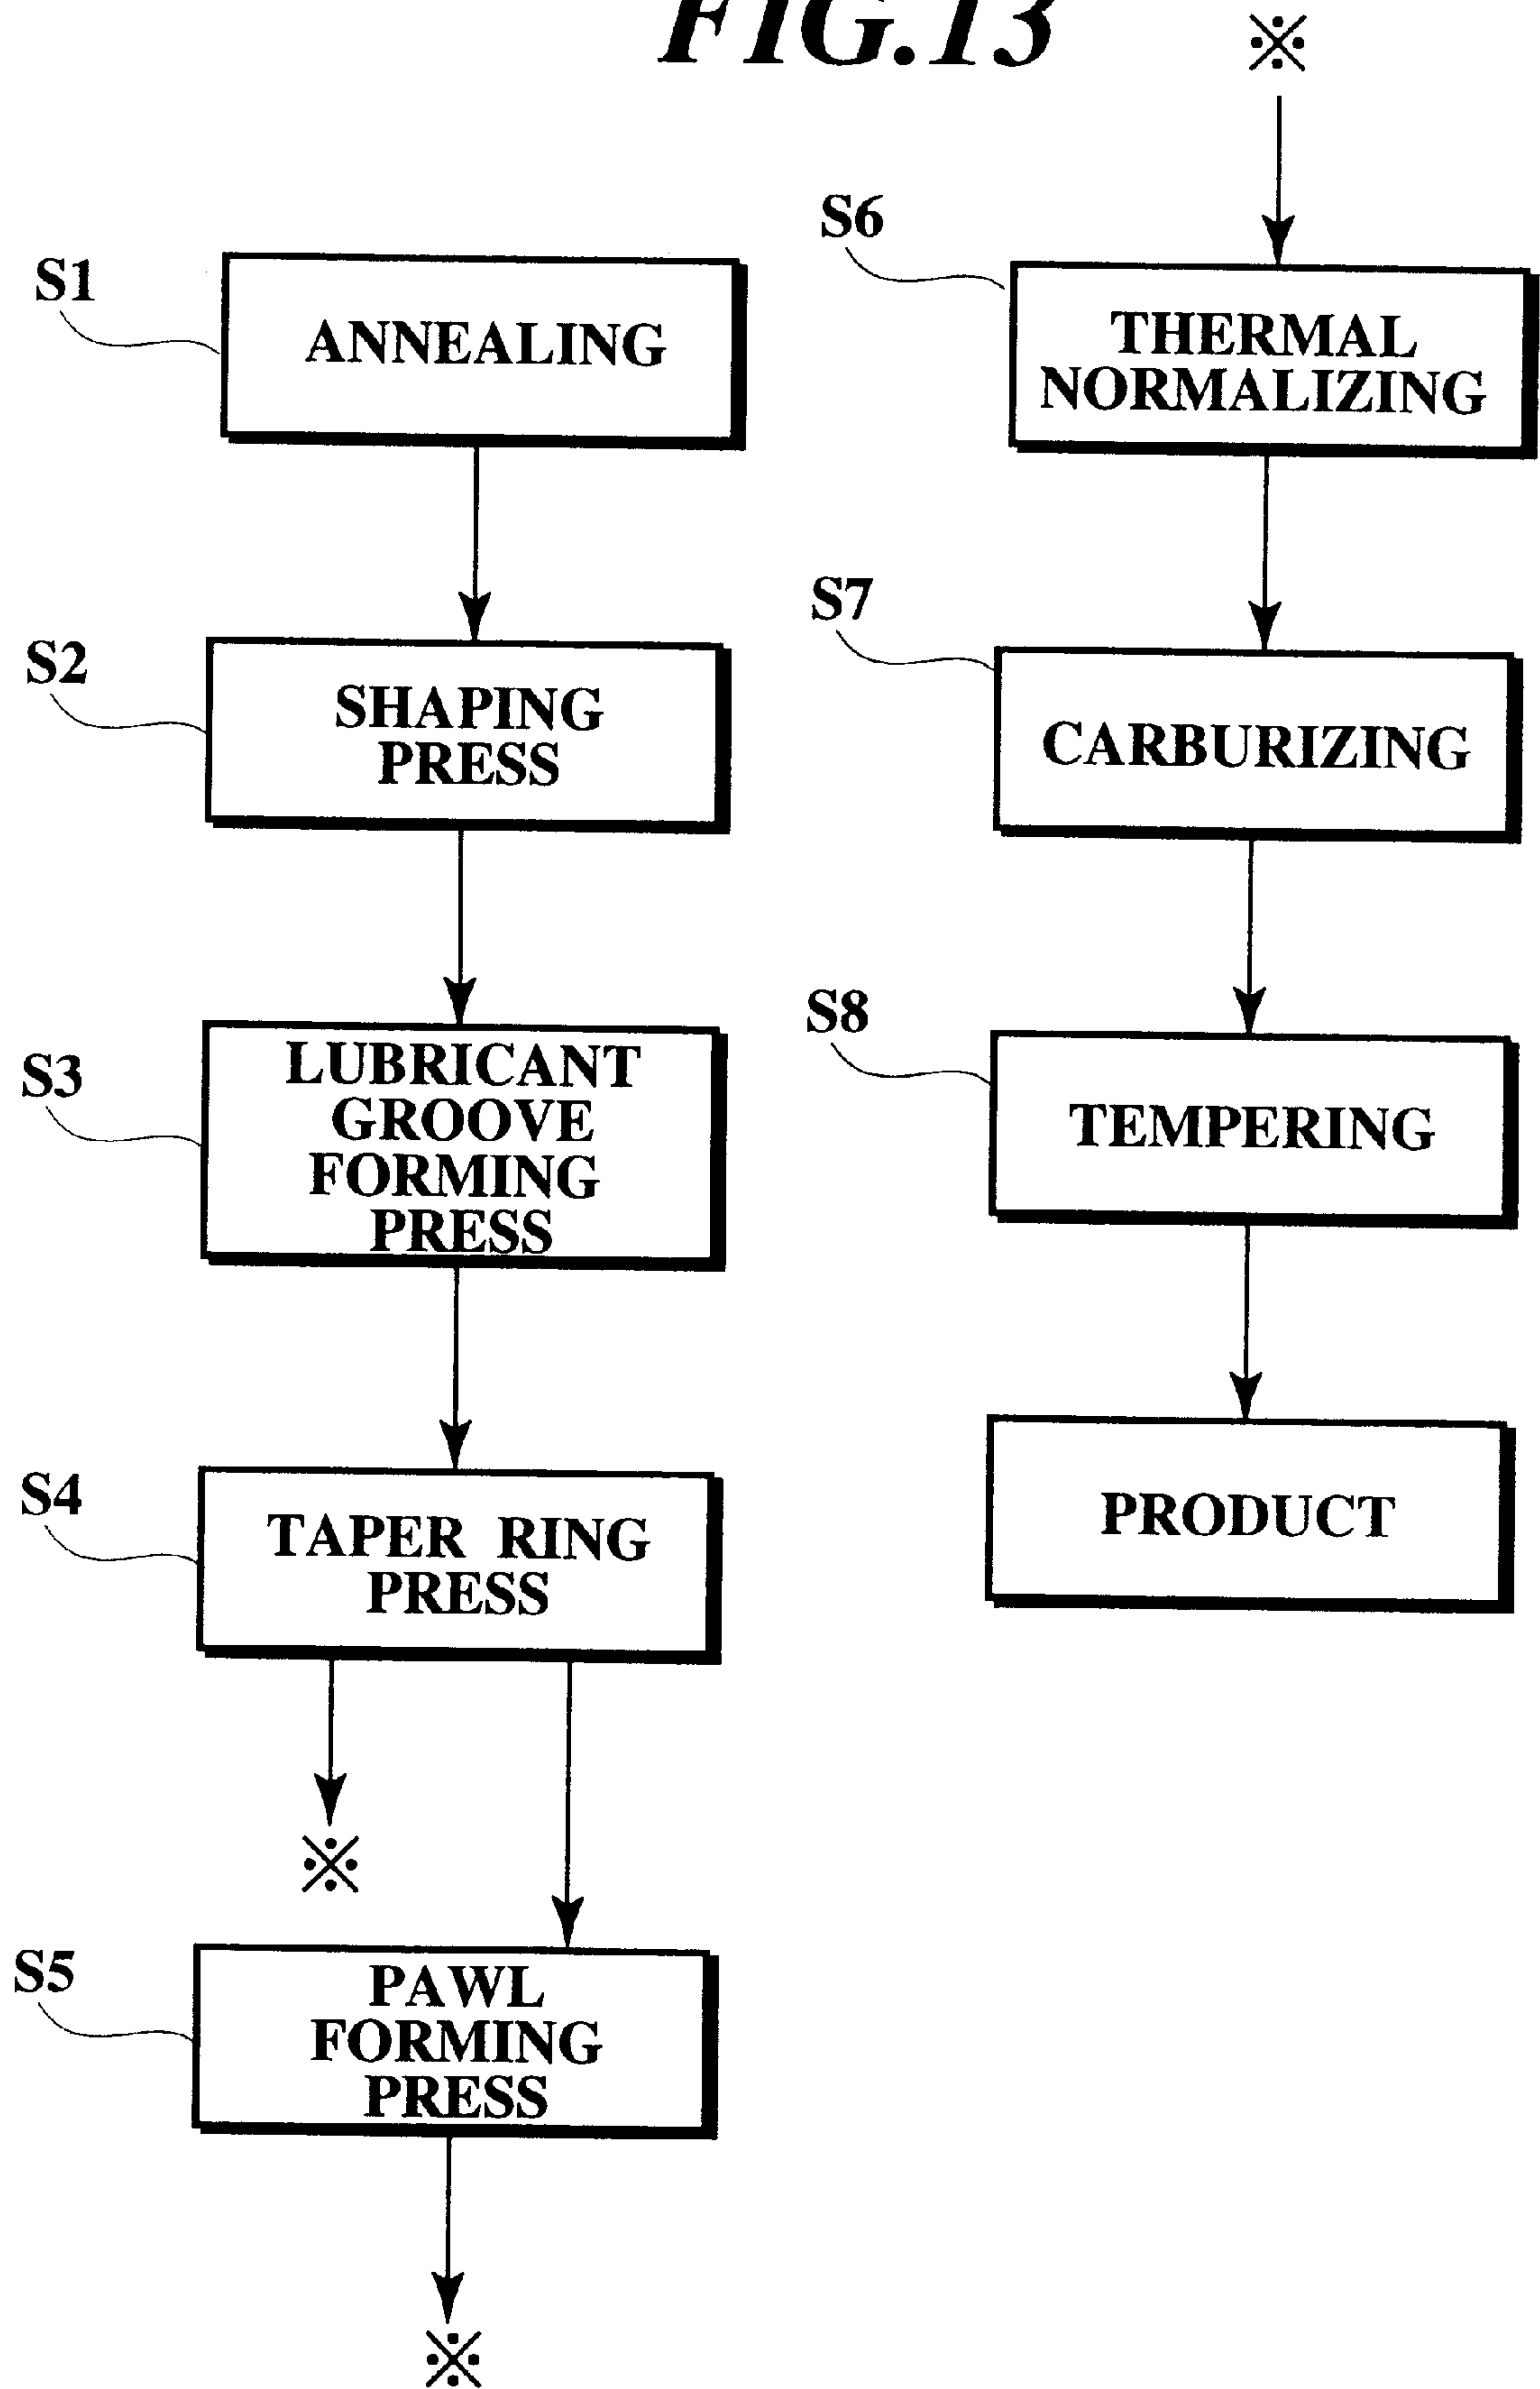 FIG.13
S1
ANNEALING
S2
SHAPING
PRESS
S3
LUBRICANT
GROOVE
FORMING
PRESS
S4
TAPER RING
PRESS
※
S5
PAWL
FORMING
PRESS
※
※
S6
THERMAL
NORMALIZING
S7
CARBURIZING
S8
TEMPERING
PRODUCT